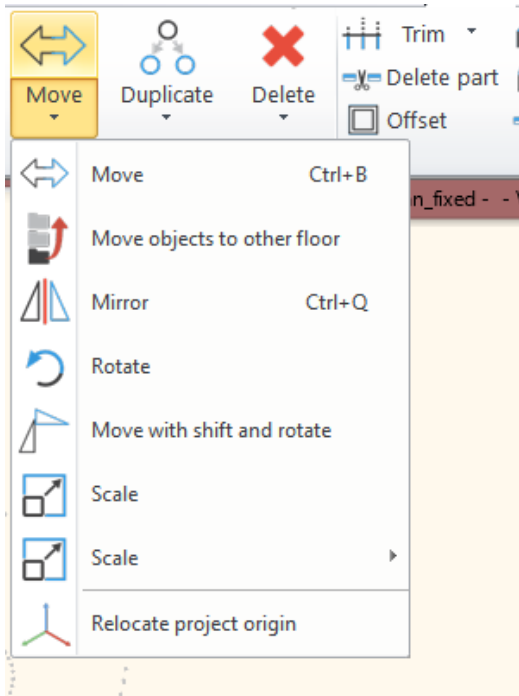 Move
Duplicate
Delete
Trim
Delete part
Offset
Move Ctrl+B
n_fixed - -
Move objects to other floor
Mirror Ctrl+Q
Rotate
Move with shift and rotate
Scale
Scale
Relocate project origin